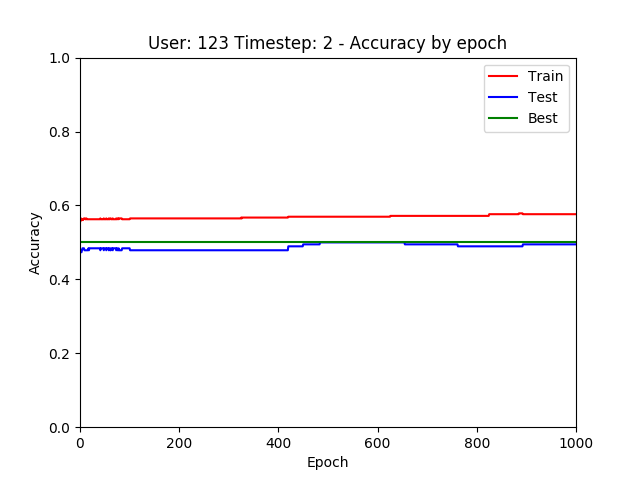 User: 123 Timestep: 2 - Accuracy by epoch
1.0
0.8
0.6
0.4
0.2
0.0
Accuracy
Train
Test
Best
0 200 400 600 800 1000
Epoch